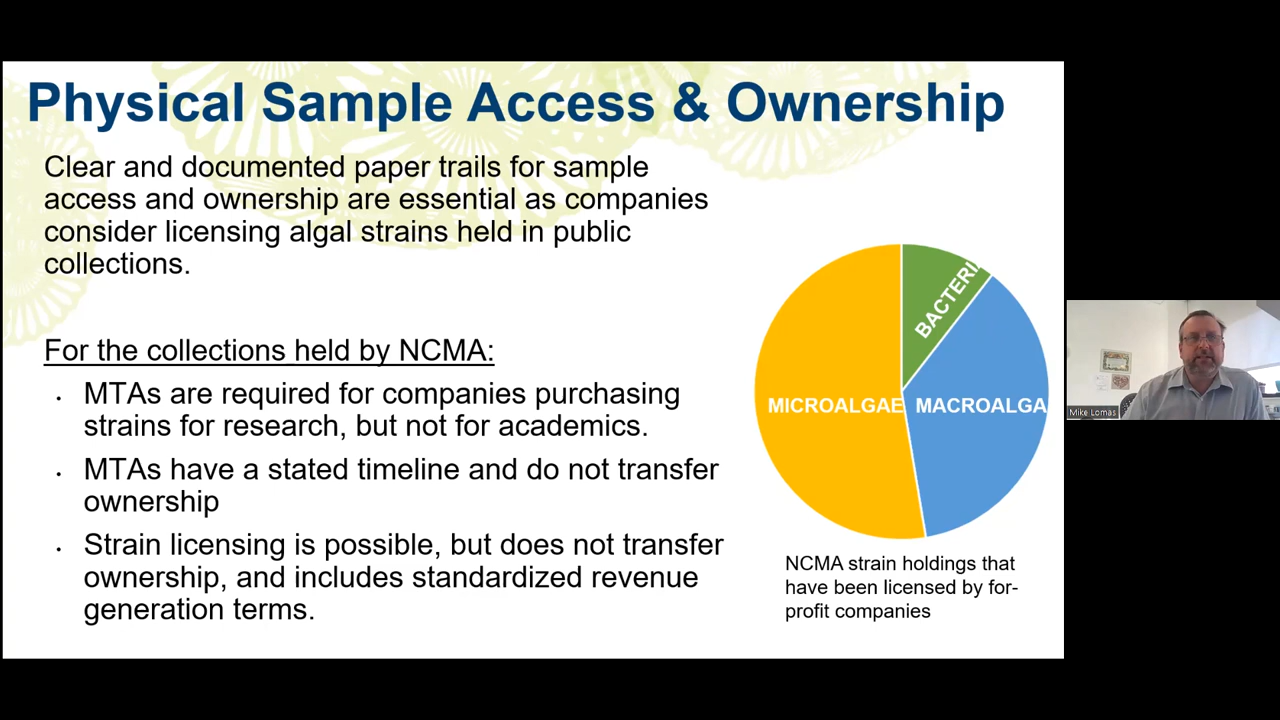 Physical Sample Access & Ownership
Clear and documented paper trails for sample
access and ownership are essential as companies
consider licensing algal strains held in public
collections.
For the collections held by NCMA:
• MTAs are required for companies purchasing
strains for research, but not for academics.
• MTAs have a stated timeline and do not transfer
ownership
• Strain licensing is possible, but does not transfer
ownership, and includes standardized revenue
generation terms.
BACTERI
MICROALGAE
MACROALGA
NCMA strain holdings that
have been licensed by for-
profit companies
Mike Lomas